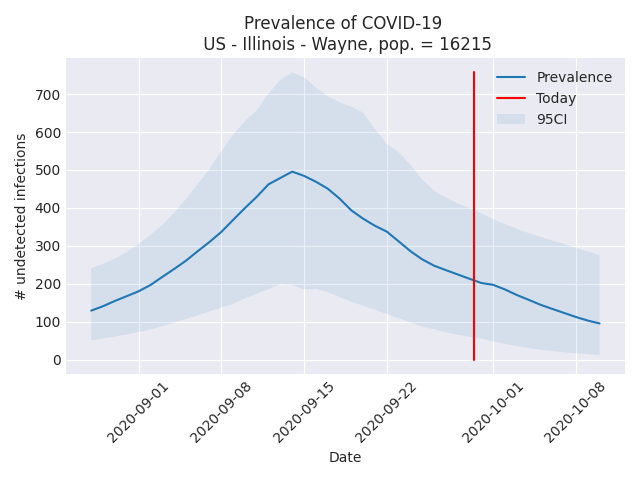 Prevalence of COVID-19
US - Illinois - Wayne, pop. = 16215
Prevalence
Today
95CI
# undetected infections
700
600
500
400
300
200
100
0
2020-09-01
2020-09-08
2020-09-15
2020-09-22
2020-10-01
2020-10-08
Date